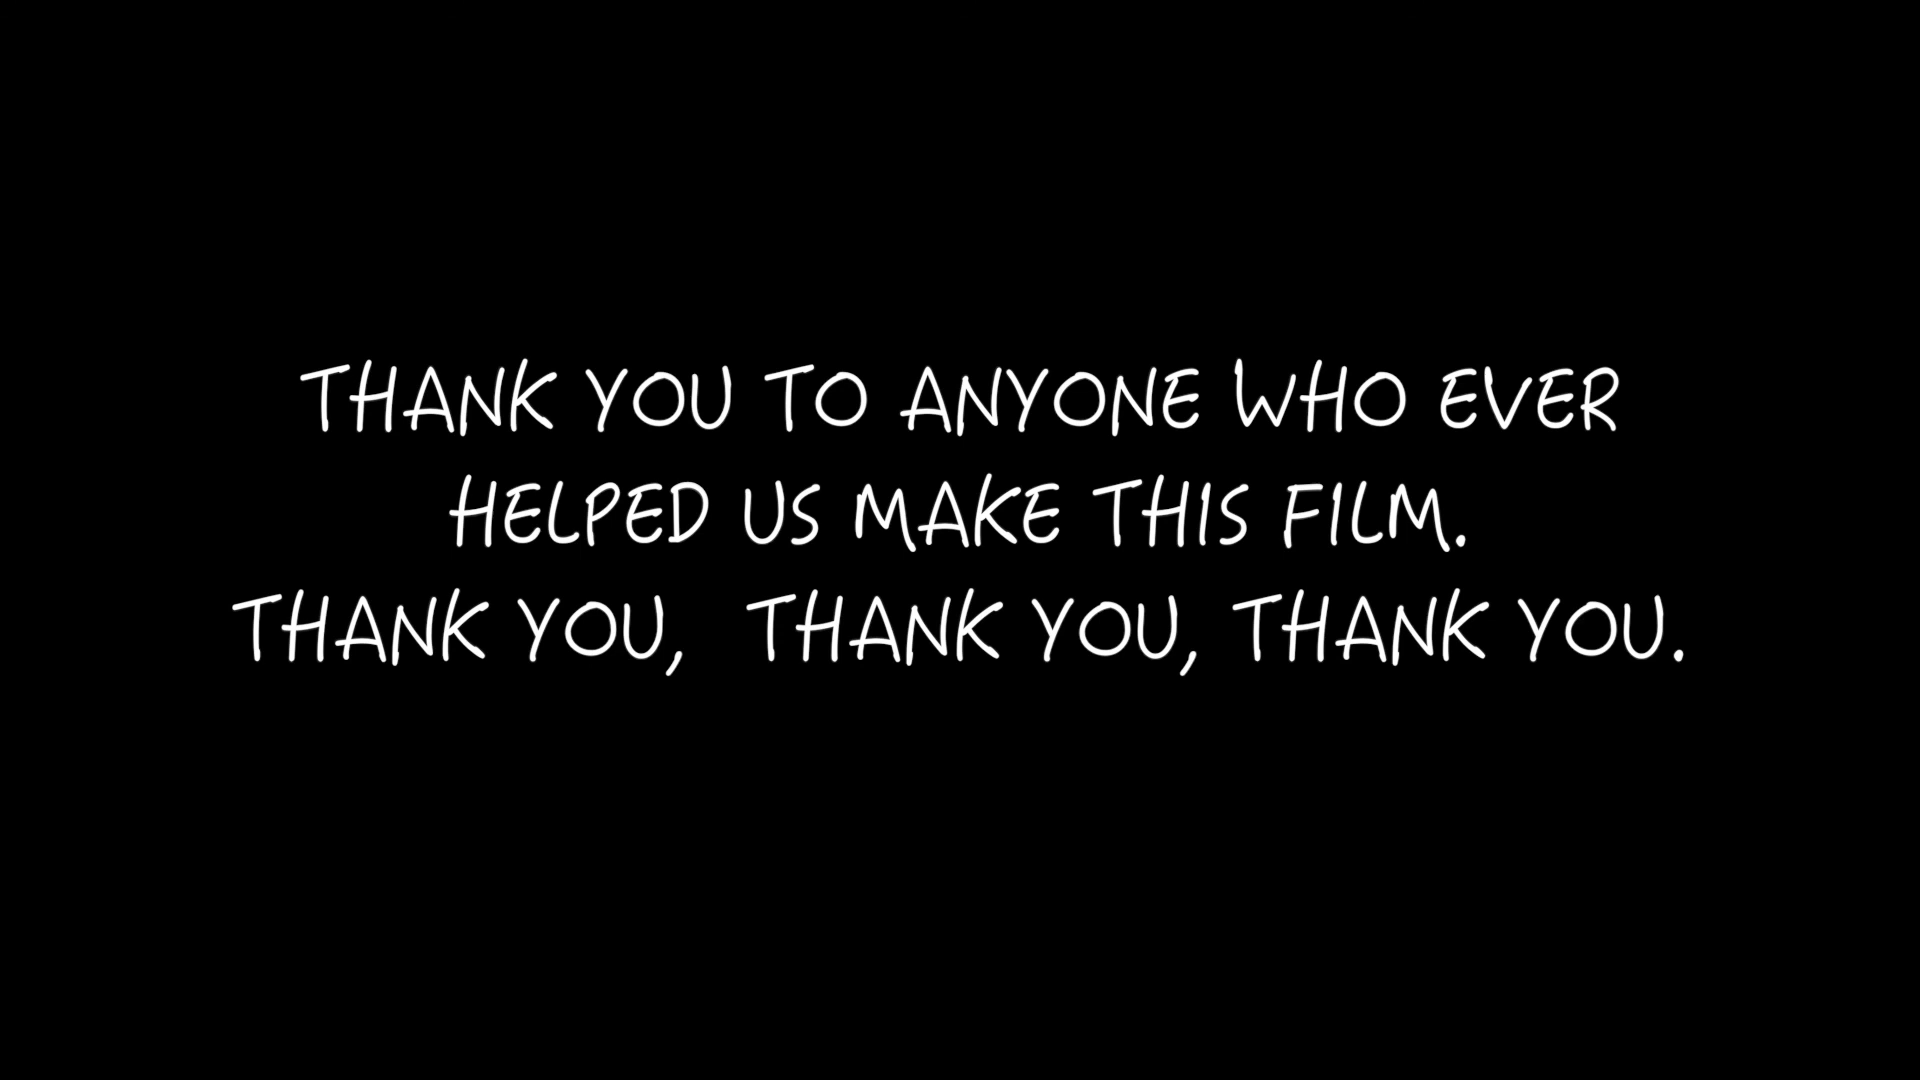 THANK YOU TO ANYONE WHO EVER
HELPED US MAKE THIS FILM.
THANK YOU,  THANK YOU, THANK YOU.